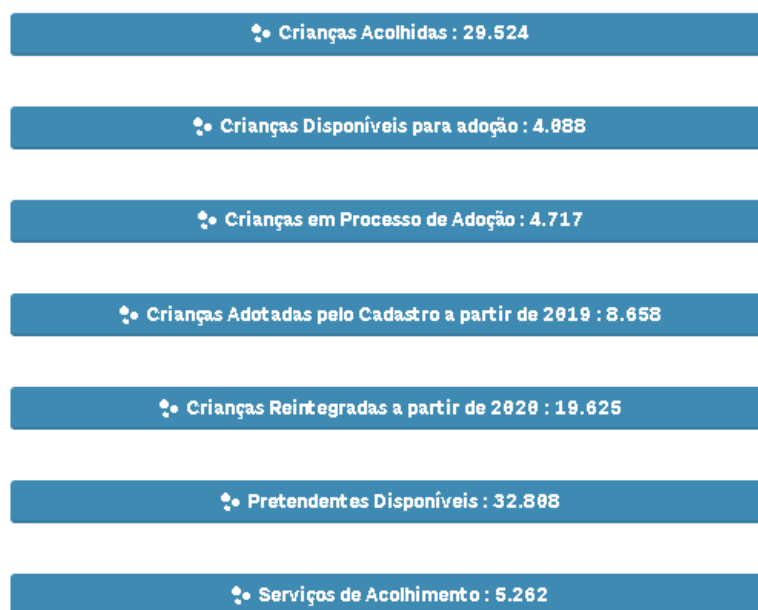 Crianças Acolhidas : 29.524
Crianças Disponíveis para adoção : 4.088
Crianças em Processo de Adoção : 4.717
Crianças Adotadas pelo Cadastro a partir de 2019 : 8.658
Crianças Reintegradas a partir de 2020 : 19.625
Pretendentes Disponíveis : 32.808
Serviços de Acolhimento : 5.262